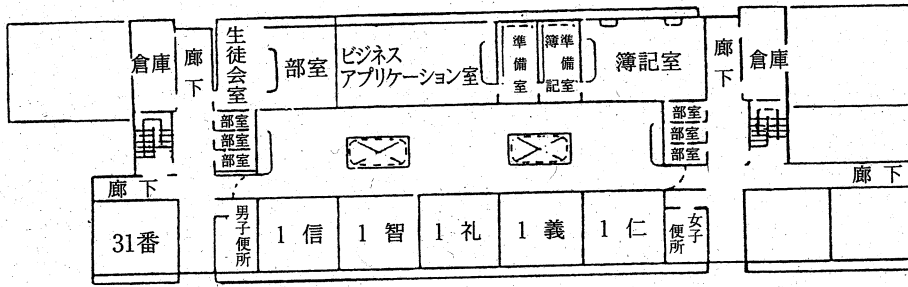 倉庫
廊下
生徒会室
部室
ビジネス
アプリケーション室
準備室
簿記準備室
簿記室
廊下
倉庫
部室
部室
部室
部室
部室
部室
廊下
廊下
31番
男子便所
1 信
1 智
1 礼
1 義
1 仁
女子便所